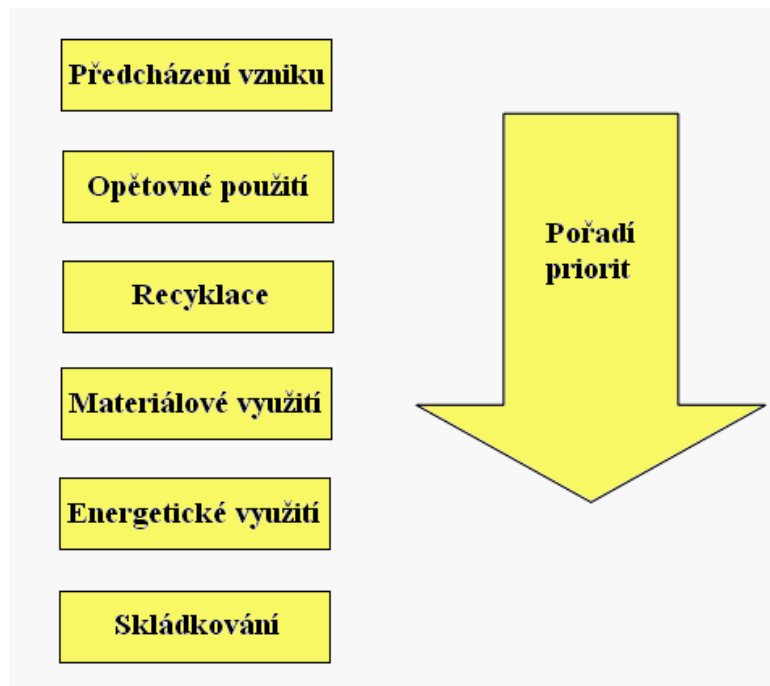 Předcházení vzniku
Opětovné použití
Recyklace
Materiálové využití
Energetické využití
Skládkování
Pořadí
priorit